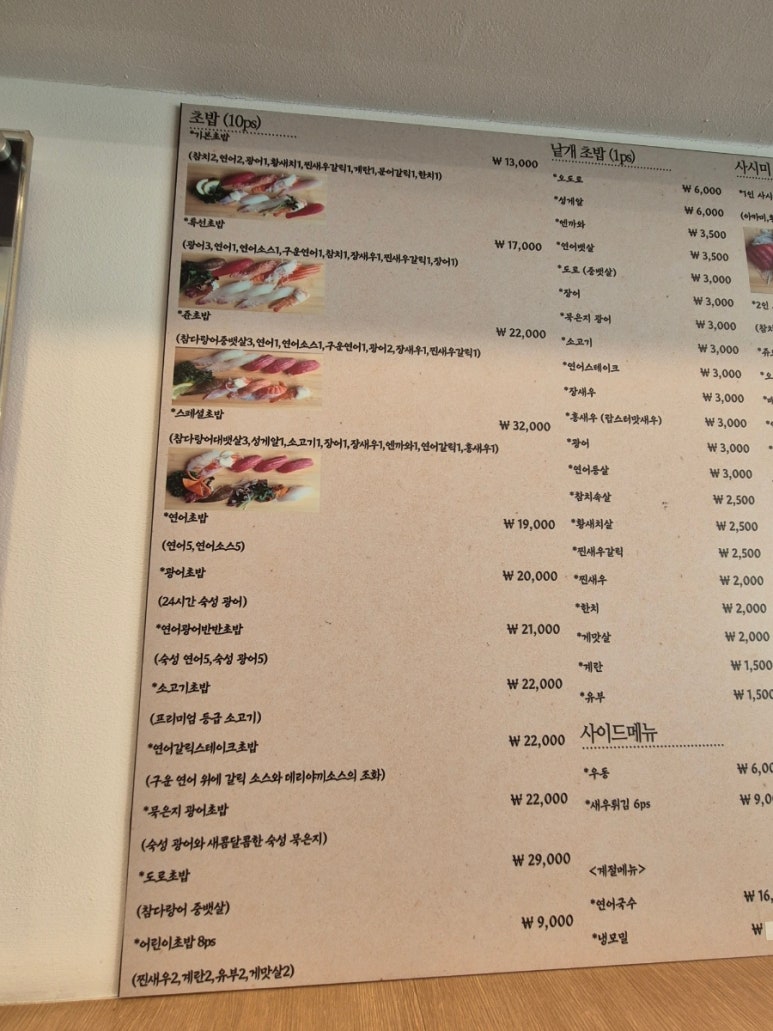 초밥 (10ps)
*기본초밥
₩ 13,000
(참치2,연어2,광어1,황새치1,찐새우갈릭1,계란1,문어갈릭1,한치1)
*특선초밥
₩ 17,000
(광어3,연어1,연어소스1,구운연어1,참치1,장새우1,찐새우갈릭1,장어1)
*쥰초밥
₩ 22,000
(참다랑어중뱃살3,연어1,연어소스1,구운연어1,광어2,장새우1,찐새우갈릭1)
*스페셜초밥
₩ 32,000
(참다랑어대뱃살3,성게알1,소고기1,장어1,장새우1,엔까와1,연어갈릭1,홍새우1)
*연어초밥
₩ 19,000
(연어5,연어소스5)
*광어초밥
₩ 20,000
(24시간 숙성 광어)
*연어광어반반초밥
₩ 21,000
(숙성 연어5,숙성 광어5)
*소고기초밥
₩ 22,000
(프리미엄 등급 소고기)
*연어갈릭스테이크초밥
₩ 22,000
(구운 연어 위에 갈릭 소스와 데리야끼소스의 조화)
*묵은지 광어초밥
₩ 22,000
(숙성 광어와 새콤달콤한 숙성 묵은지)
*도로초밥
₩ 29,000
(참다랑어 중뱃살)
*어린이초밥 8ps
₩ 9,000
(찐새우2,계란2,유부2,게맛살2)
낱개 초밥 (1ps)
*오도로
₩ 6,000
*성게알
₩ 6,000
*엔까와
₩ 3,500
*연어뱃살
₩ 3,500
*도로 (중뱃살)
₩ 3,000
*장어
₩ 3,000
*묵은지 광어
₩ 3,000
*소고기
₩ 3,000
*연어스테이크
₩ 3,000
*장새우
₩ 3,000
*홍새우 (랍스터맛새우)
₩ 3,000
*광어
₩ 3,000
*연어등살
₩ 3,000
*참치속살
₩ 2,500
*황새치살
₩ 2,500
*찐새우갈릭
₩ 2,500
*찐새우
₩ 2,000
*한치
₩ 2,000
*게맛살
₩ 2,000
*계란
₩ 1,500
*유부
₩ 1,500
사이드메뉴
*우동
₩ 6,00
*새우튀김 6ps
₩ 9,0
<계절메뉴>
*연어국수
₩ 16,
*냉모밀
₩
사시미
*1인 사시
*2인